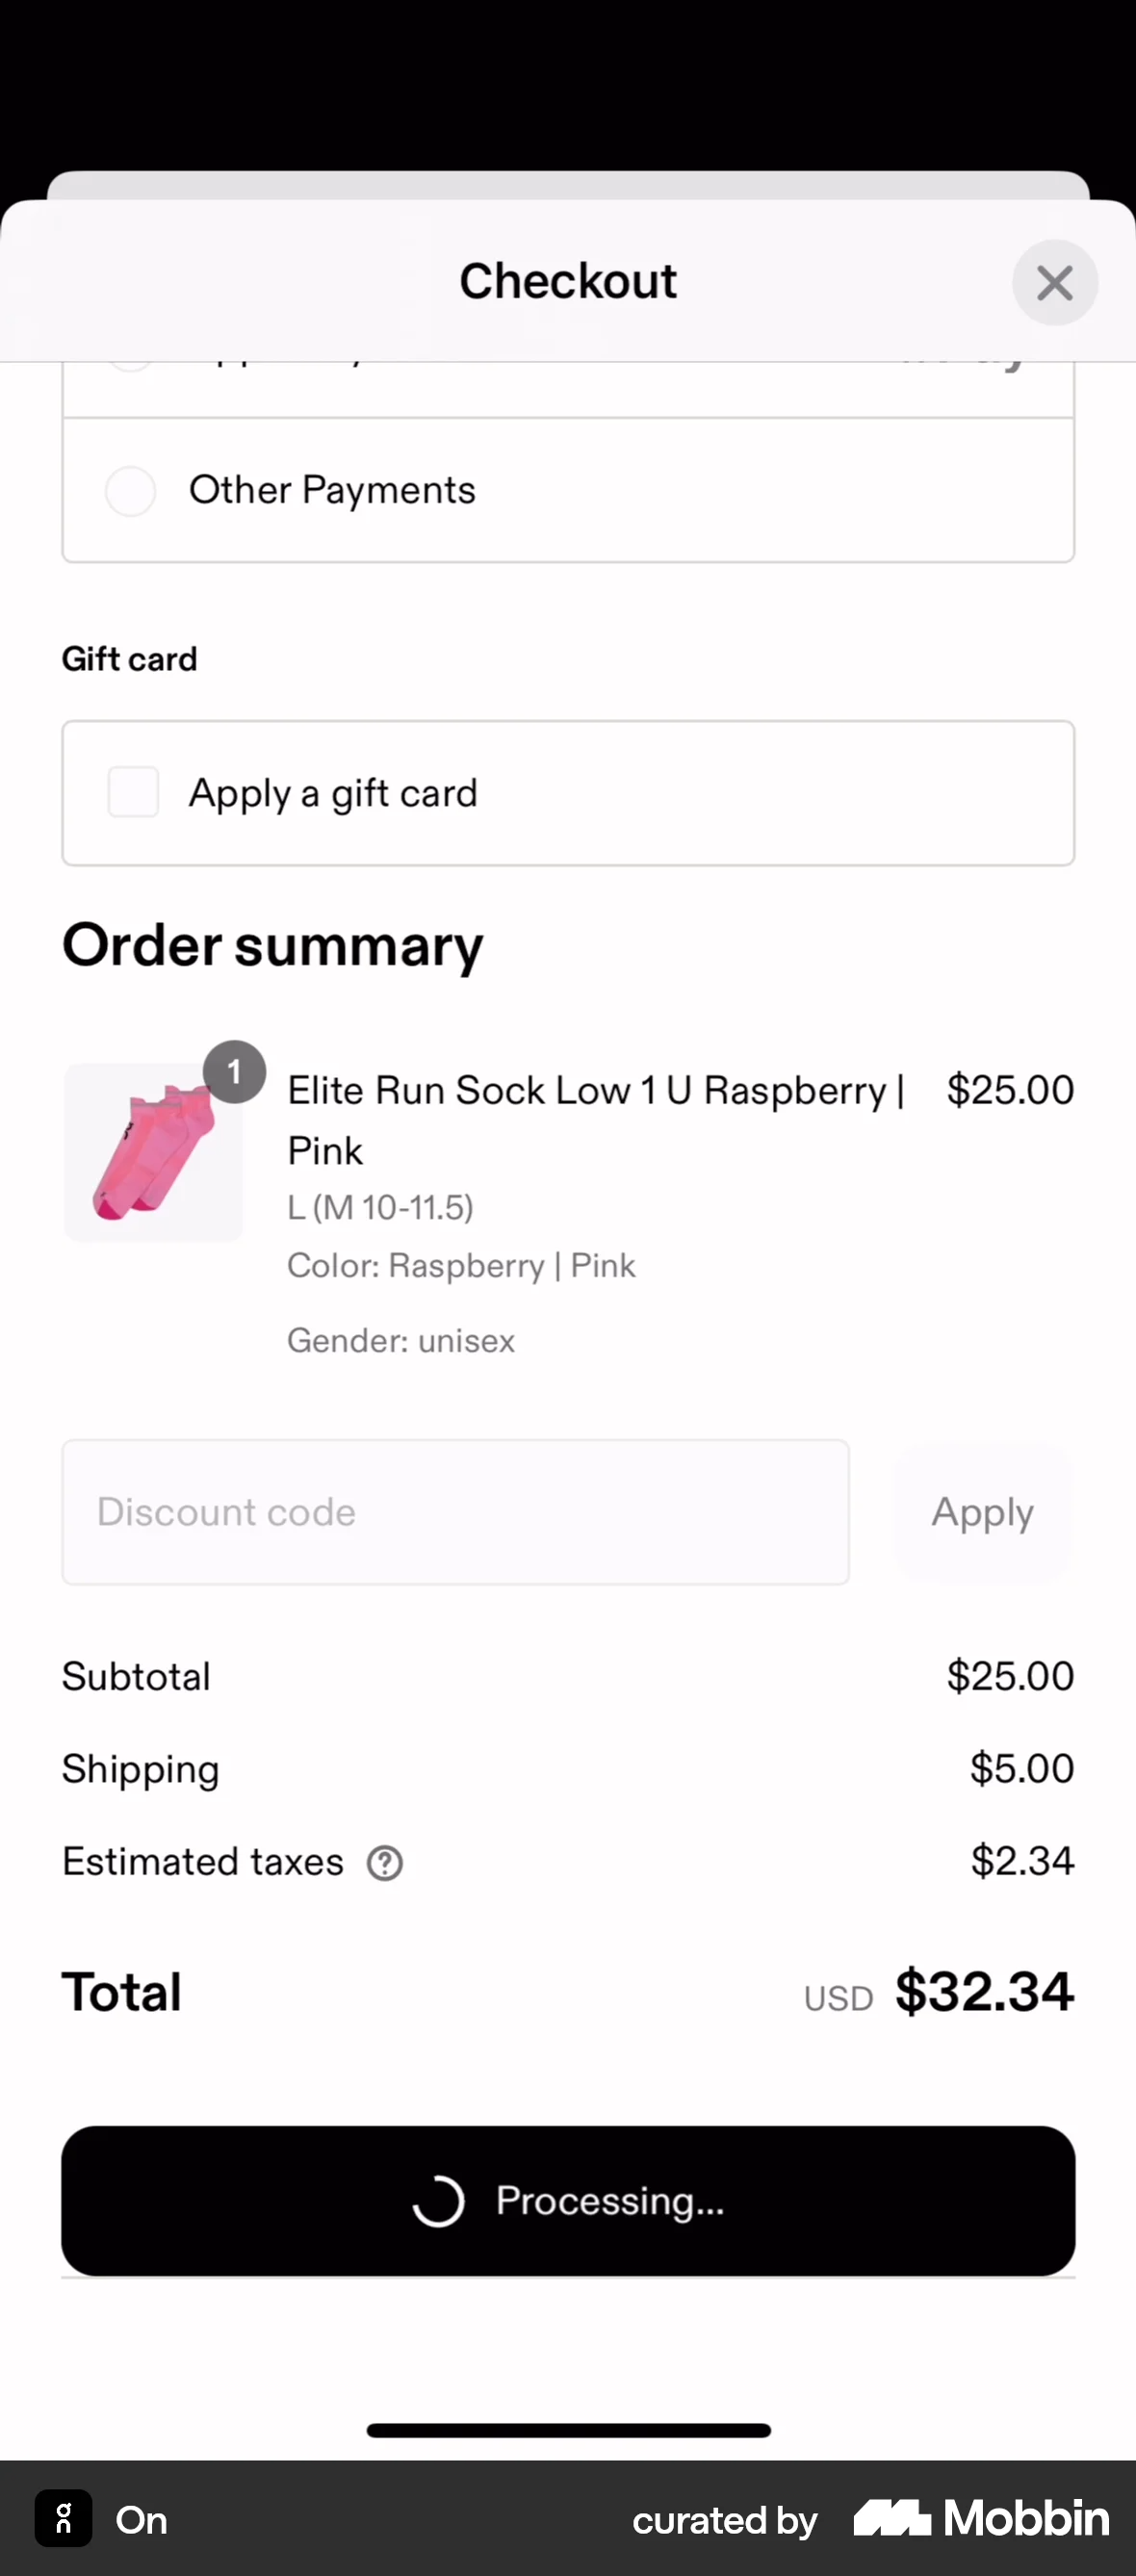 Checkout
Other Payments
Gift card
Apply a gift card
Order summary
1
Elite Run Sock Low 1 U Raspberry |
Pink
$25.00
L (M 10-11.5)
Color: Raspberry | Pink
Gender: unisex
Discount code
Apply
Subtotal
$25.00
Shipping
$5.00
Estimated taxes
$2.34
Total
USD $32.34
Processing...
On
curated by Mobbin